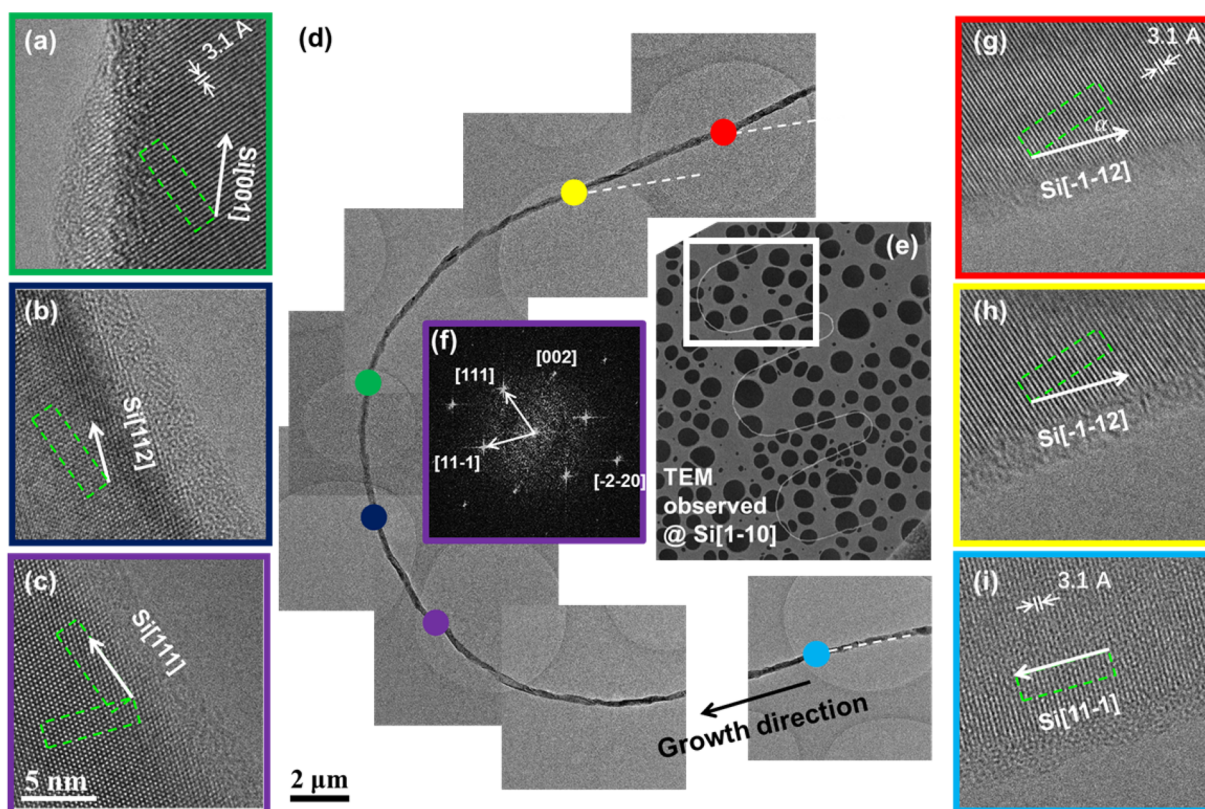 (a)
3.1 A
Si[001]
(b)
Si[112]
(c)
Si[111]
5 nm
(d)
(e)
TEM
observed
@ Si[1-10]
(f)
[002]
[111]
[11-1]
[-2-20]
Growth direction
2 μm
(g)
3.1 A
α
Si[-1-12]
(h)
Si[-1-12]
(i)
3.1 A
Si[11-1]